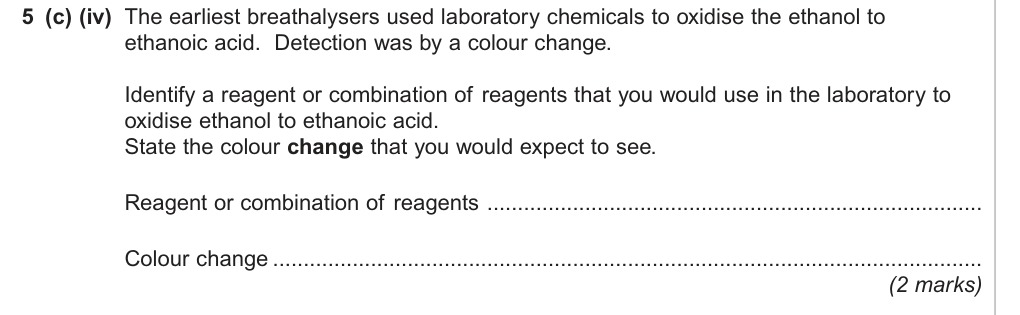 5 (c) (iv) The earliest breathalysers used laboratory chemicals to oxidise the ethanol to
ethanoic acid. Detection was by a colour change.
Identify a reagent or combination of reagents that you would use in the laboratory to
oxidise ethanol to ethanoic acid.
State the colour change that you would expect to see.
Reagent or combination of reagents ................................................................................
Colour change ....................................................................................................................
(2 marks)